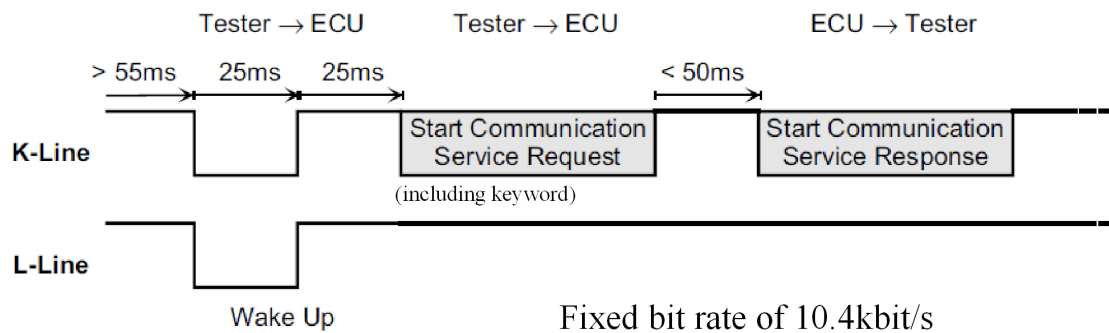 Tester → ECU
Tester → ECU
ECU → Tester
> 55ms
25ms
25ms
< 50ms
K-Line
Start Communication
Service Request
Start Communication
Service Response
(including keyword)
L-Line
Wake Up
Fixed bit rate of 10.4kbit/s